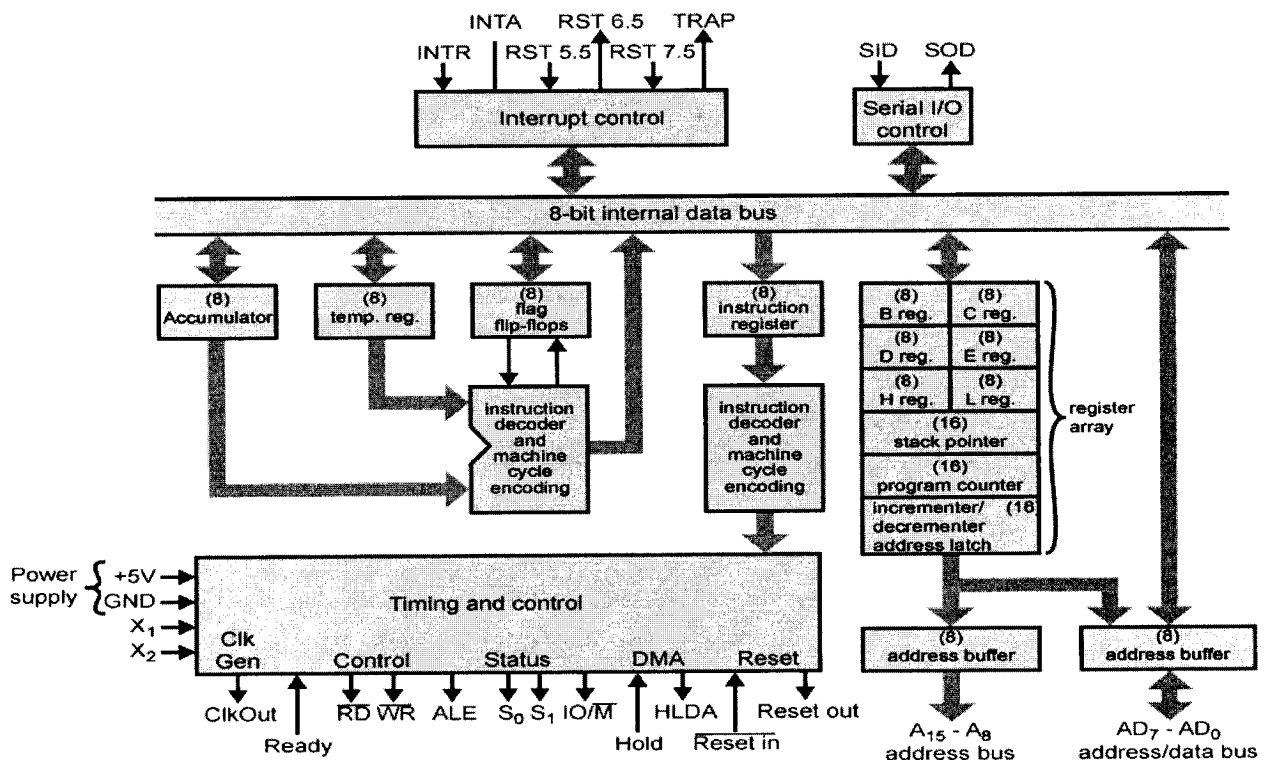 INTA RST 6.5 TRAP
INTR RST 5.5 RST 7.5
SID SOD
Interrupt control
Serial I/O
control
8-bit internal data bus
(8)
Accumulator
(8)
temp. reg.
(8)
flag
flip-flops
(8)
instruction
register
(8)
B reg.
(8)
C reg.
(8)
D reg.
(8)
E reg.
(8)
H reg.
(8)
L reg.
(16)
stack pointer
(16)
program counter
incrementer/ (16)
decrementer
address latch
register
array
instruction
decoder
and
machine
cycle
encoding
instruction
decoder
and
machine
cycle
encoding
Power
supply
+5V
GND
X₁
X₂
Timing and control
Clk
Gen
Control
Status
DMA
Reset
ClkOut
Ready
R̅D̅ W̅R̅
ALE
S₀ S₁ IO/M̅
Hold
HLDA
R̅e̅s̅e̅t̅ i̅n̅
Reset out
(8)
address buffer
(8)
address buffer
A₁₅ - A₈
address bus
AD₇ - AD₀
address/data bus